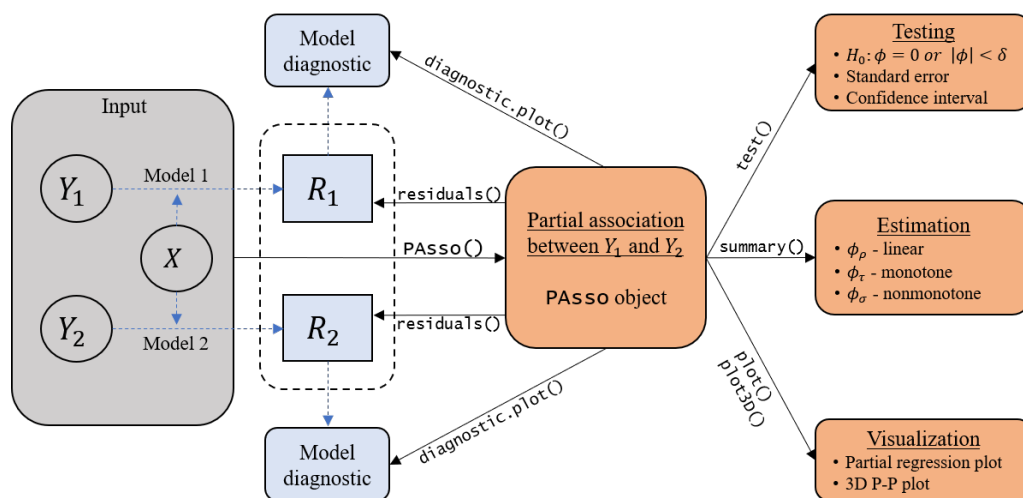 Input
Y₁
Model 1
X
Y₂
Model 2
Model
diagnostic
R₁
R₂
Model
diagnostic
diagnostic.plot()
residuals()
PAsso()
residuals()
diagnostic.plot()
Partial association
between Y₁ and Y₂
PAsso object
test()
summary()
plot()
plot3D()
Testing
• H₀: ϕ = 0 or |ϕ| < δ
• Standard error
• Confidence interval
Estimation
• ϕᵨ - linear
• ϕ_τ - monotone
• ϕ_σ - nonmonotone
Visualization
• Partial regression plot
• 3D P-P plot